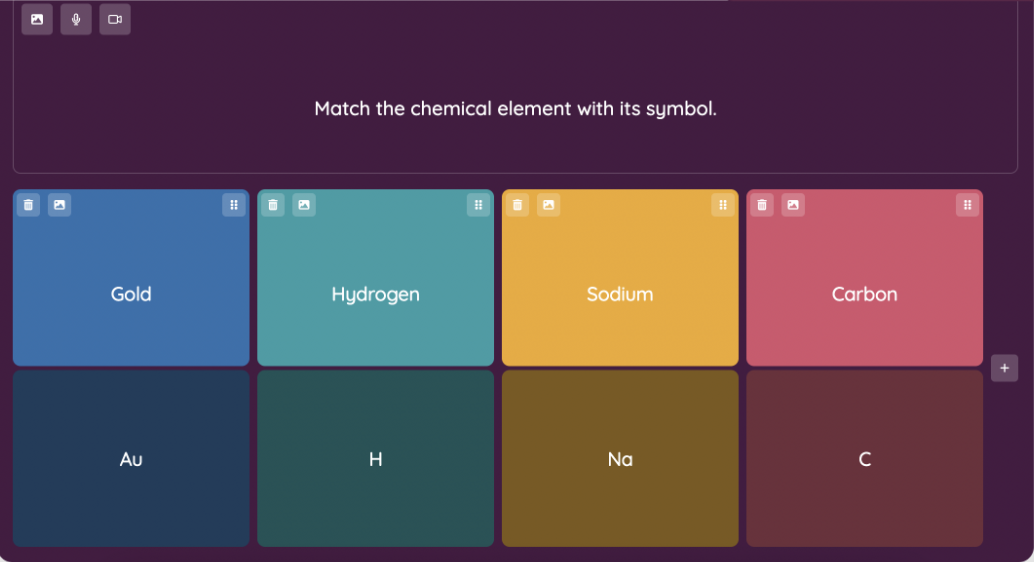 Match the chemical element with its symbol.
Gold
Hydrogen
Sodium
Carbon
Au
H
Na
C